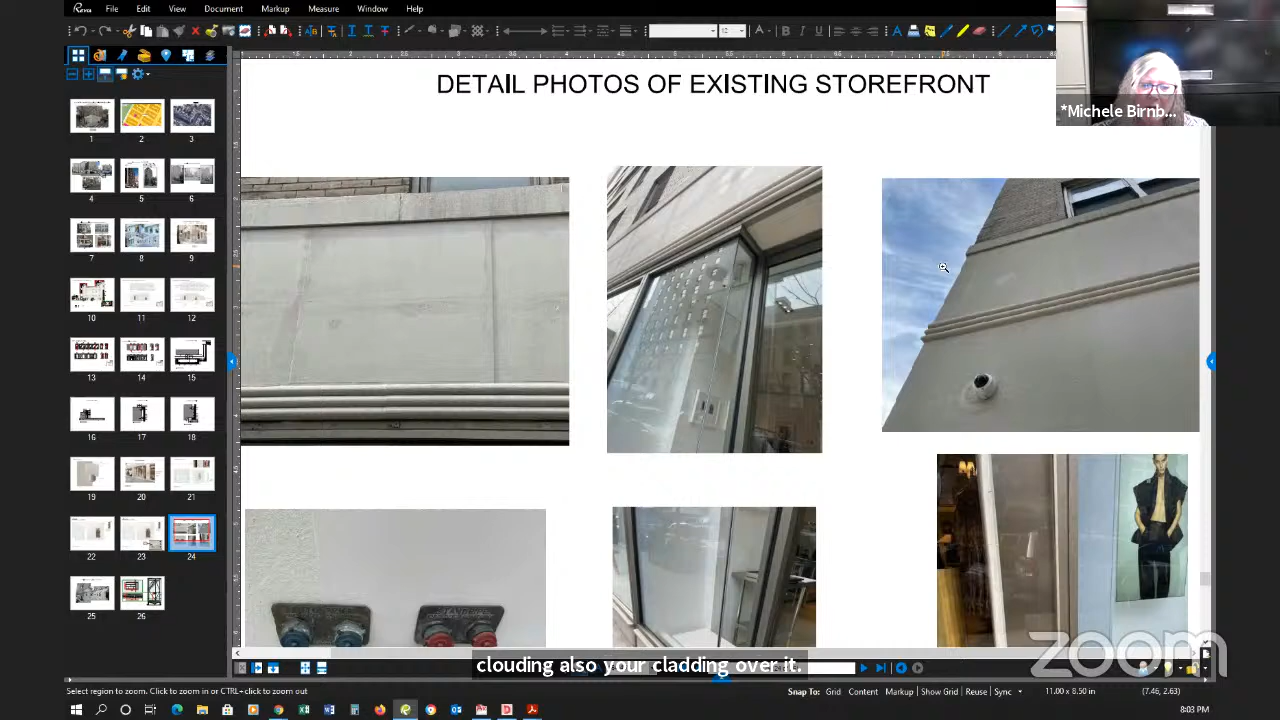 Revu File Edit View Document Markup Measure Window Help
*Michele Birnb...
DETAIL PHOTOS OF EXISTING STOREFRONT
1 2 3
4 5 6
7 8 9
10 11 12
13 14 15
16 17 18
19 20 21
22 23 24
25 26
clouding also your cladding over it.
zoom
Select region to zoom. Click to zoom in or CTRL+click to zoom out
Snap To: Grid Content Markup Show Grid Reuse Sync
11.00 x 8.50 in
(7.46, 2.63)
8:03 PM